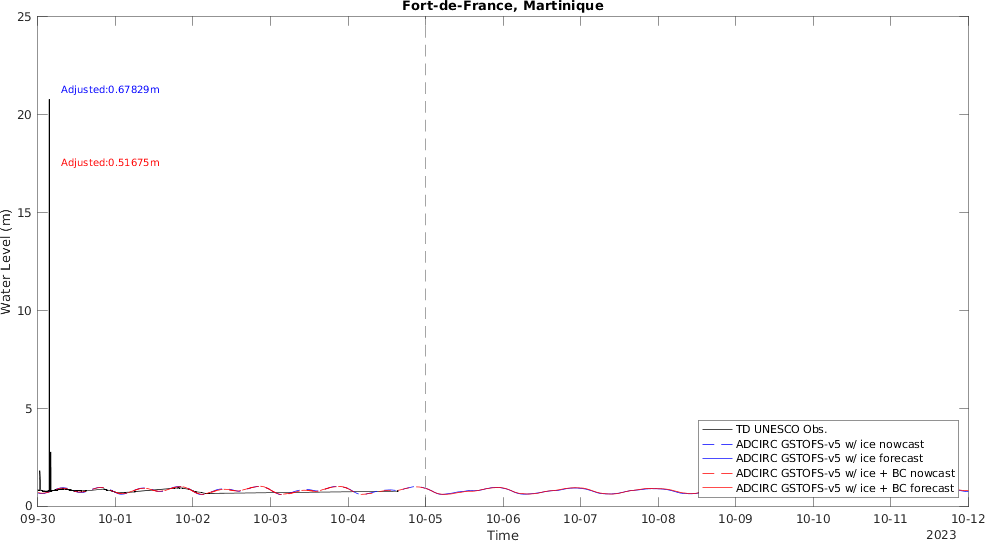 Fort-de-France, Martinique
25
20
15
10
5
0
Water Level (m)
Adjusted:0.67829m
Adjusted:0.51675m
TD UNESCO Obs.
ADCIRC GSTOFS-v5 w/ ice nowcast
ADCIRC GSTOFS-v5 w/ ice forecast
ADCIRC GSTOFS-v5 w/ ice + BC nowcast
ADCIRC GSTOFS-v5 w/ ice + BC forecast
09-30 10-01 10-02 10-03 10-04 10-05 10-06 10-07 10-08 10-09 10-10 10-11 10-12
Time
2023